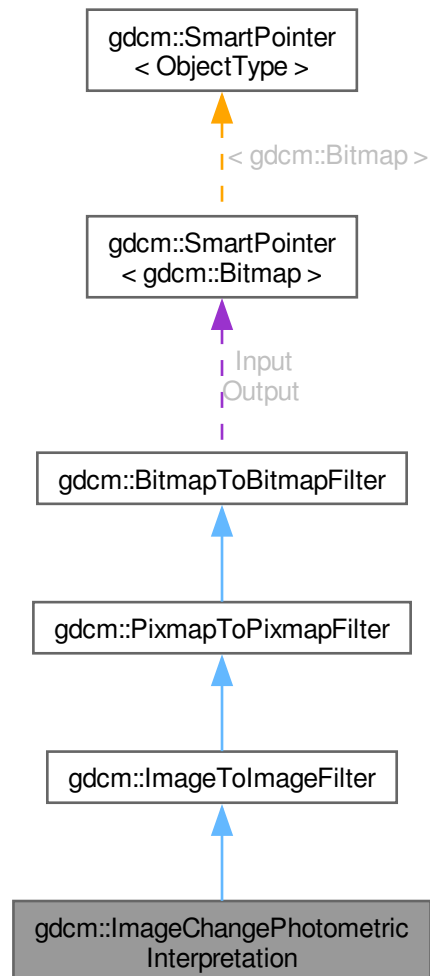 gdcm::SmartPointer
< ObjectType >
< gdcm::Bitmap >
gdcm::SmartPointer
< gdcm::Bitmap >
Input
Output
gdcm::BitmapToBitmapFilter
gdcm::PixmapToPixmapFilter
gdcm::ImageToImageFilter
gdcm::ImageChangePhotometric
Interpretation